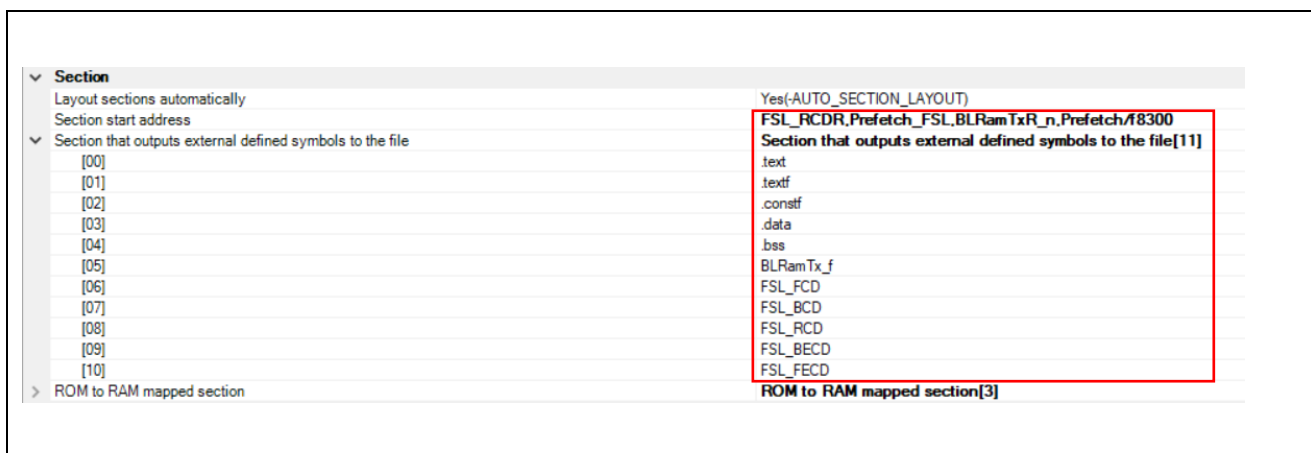 Section
Layout sections automatically Yes(-AUTO_SECTION_LAYOUT)
Section start address FSL_RCDR,Prefetch_FSL,BLRamTxR_n,Prefetch/f8300
Section that outputs external defined symbols to the file Section that outputs external defined symbols to the file[11]
[00] .text
[01] .textf
[02] .constf
[03] .data
[04] .bss
[05] BLRamTx_f
[06] FSL_FCD
[07] FSL_BCD
[08] FSL_RCD
[09] FSL_BECD
[10] FSL_FECD
ROM to RAM mapped section ROM to RAM mapped section[3]